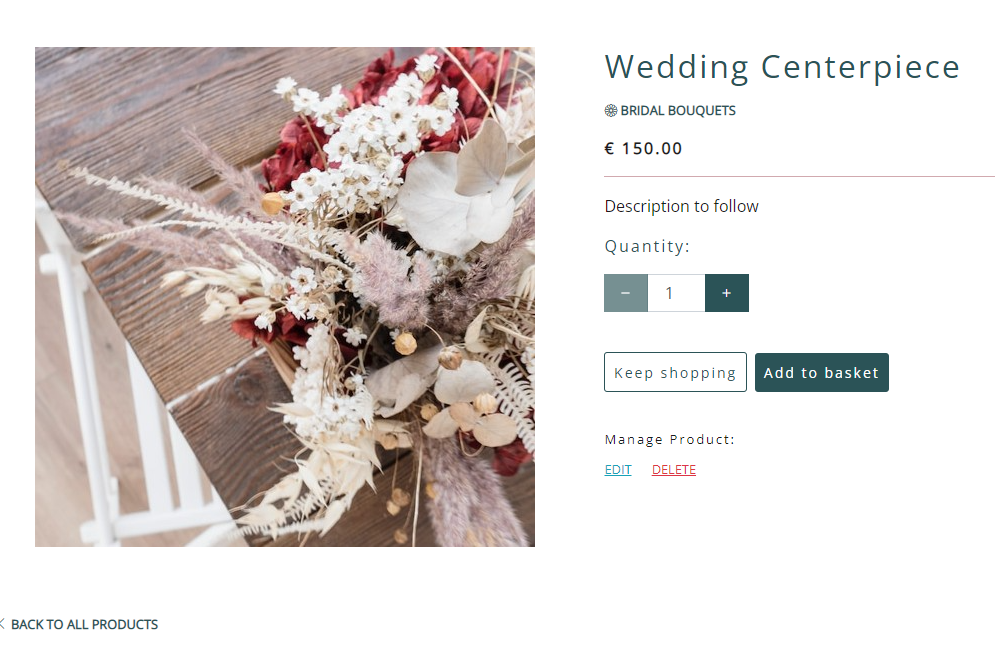 Wedding Centerpiece
BRIDAL BOUQUETS
€ 150.00
Description to follow
Quantity:
− 1 +
Keep shopping Add to basket
Manage Product:
EDIT DELETE
BACK TO ALL PRODUCTS